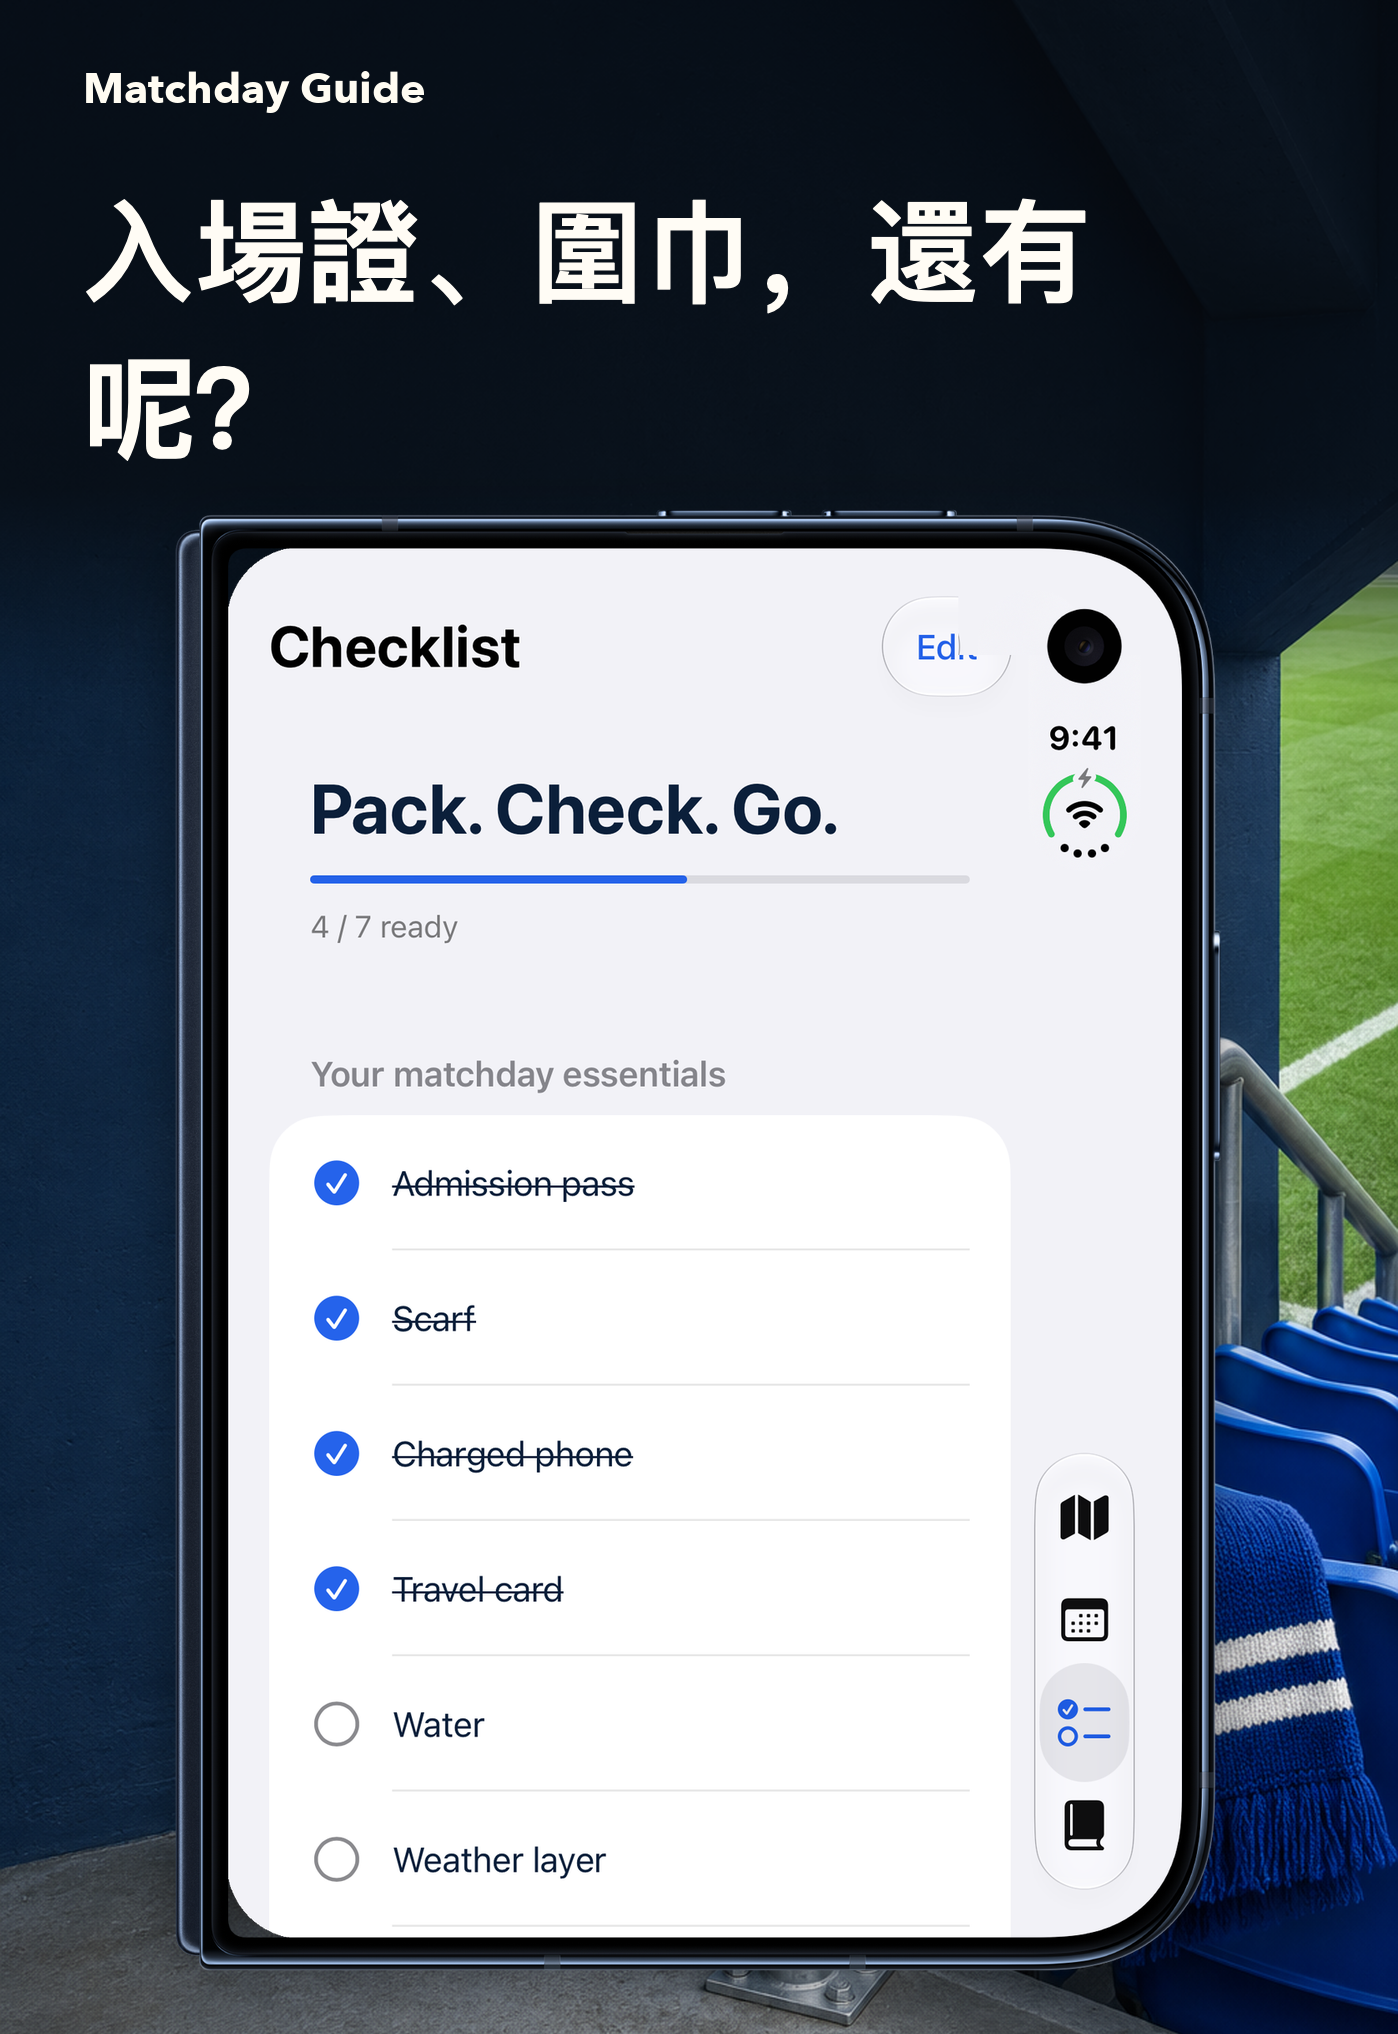 Matchday Guide
入場證、圍巾，還有
呢？
Checklist
9:41
Pack. Check. Go.
4 / 7 ready
Your matchday essentials
Admission pass
Scarf
Charged phone
Travel card
Water
Weather layer